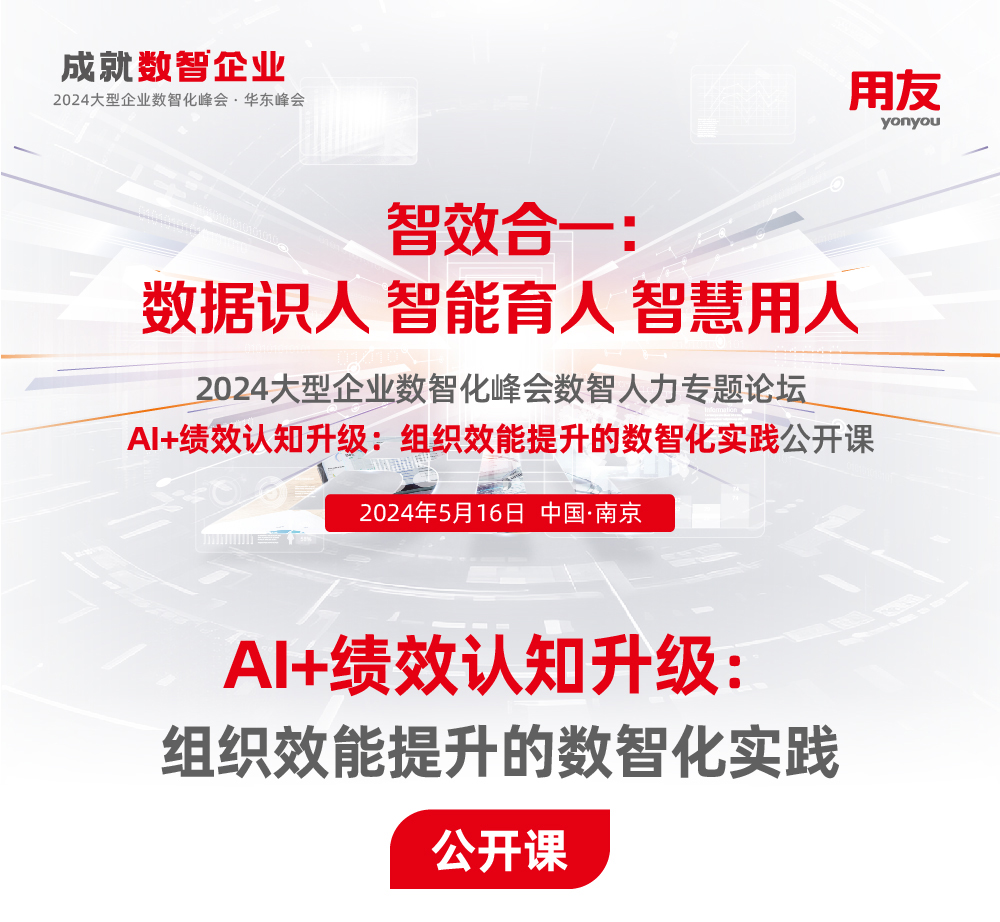 成就数智企业
2024大型企业数智化峰会·华东峰会
用友
yonyou
智效合一：
数据识人 智能育人 智慧用人
2024大型企业数智化峰会数智人力专题论坛
AI+绩效认知升级：组织效能提升的数智化实践公开课
2024年5月16日 中国·南京
AI+绩效认知升级：
组织效能提升的数智化实践
公开课